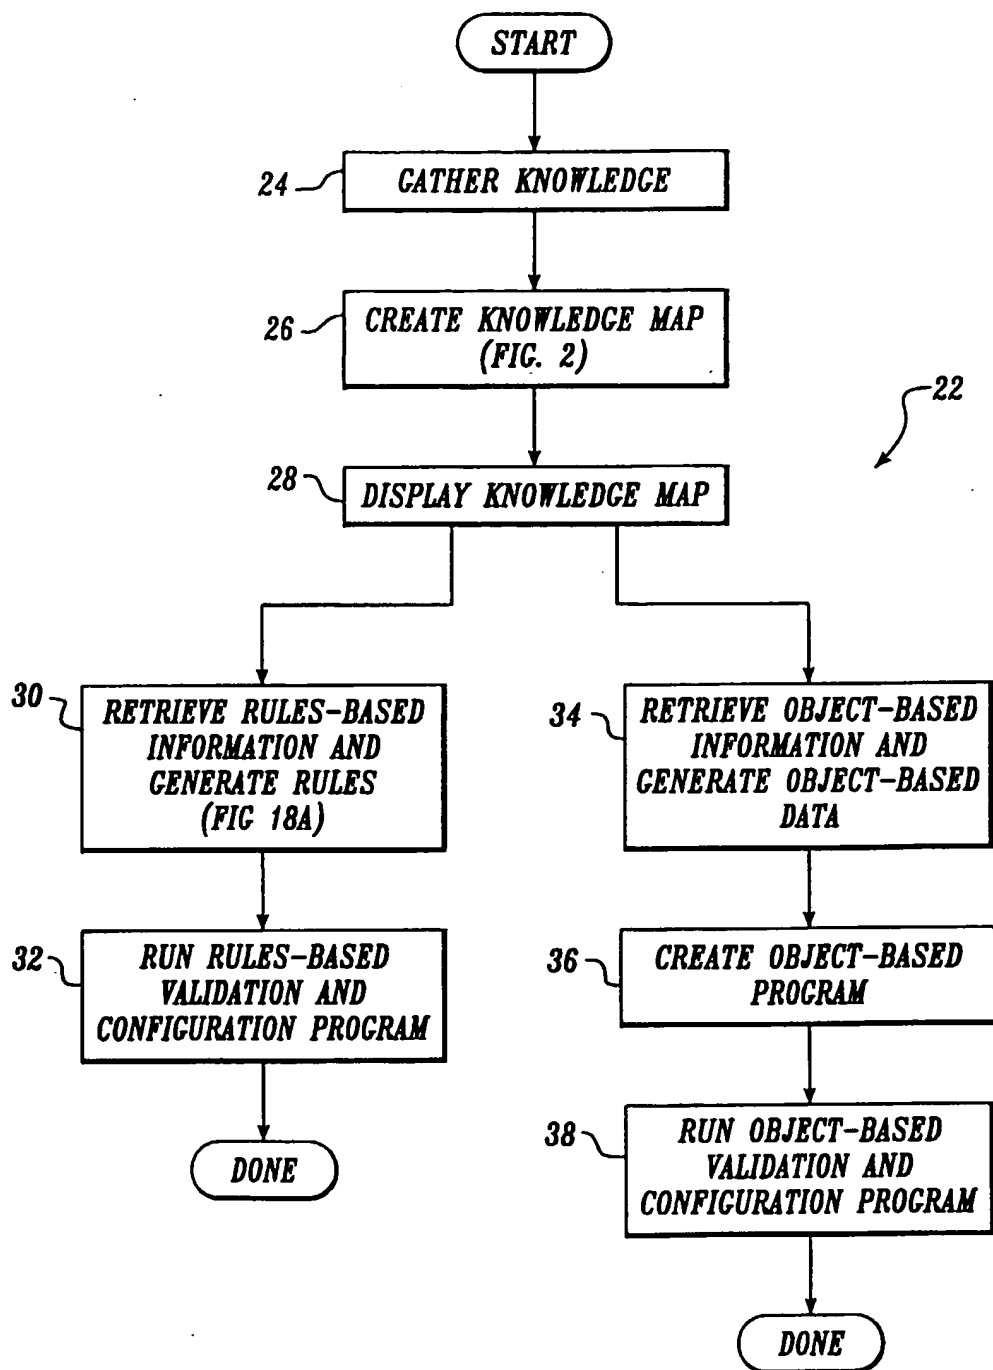 START
24
GATHER KNOWLEDGE
26
CREATE KNOWLEDGE MAP
(FIG. 2)
22
28
DISPLAY KNOWLEDGE MAP
30
RETRIEVE RULES-BASED
INFORMATION AND
GENERATE RULES
(FIG 18A)
34
RETRIEVE OBJECT-BASED
INFORMATION AND
GENERATE OBJECT-BASED
DATA
32
RUN RULES-BASED
VALIDATION AND
CONFIGURATION PROGRAM
36
CREATE OBJECT-BASED
PROGRAM
38
RUN OBJECT-BASED
VALIDATION AND
CONFIGURATION PROGRAM
DONE
DONE